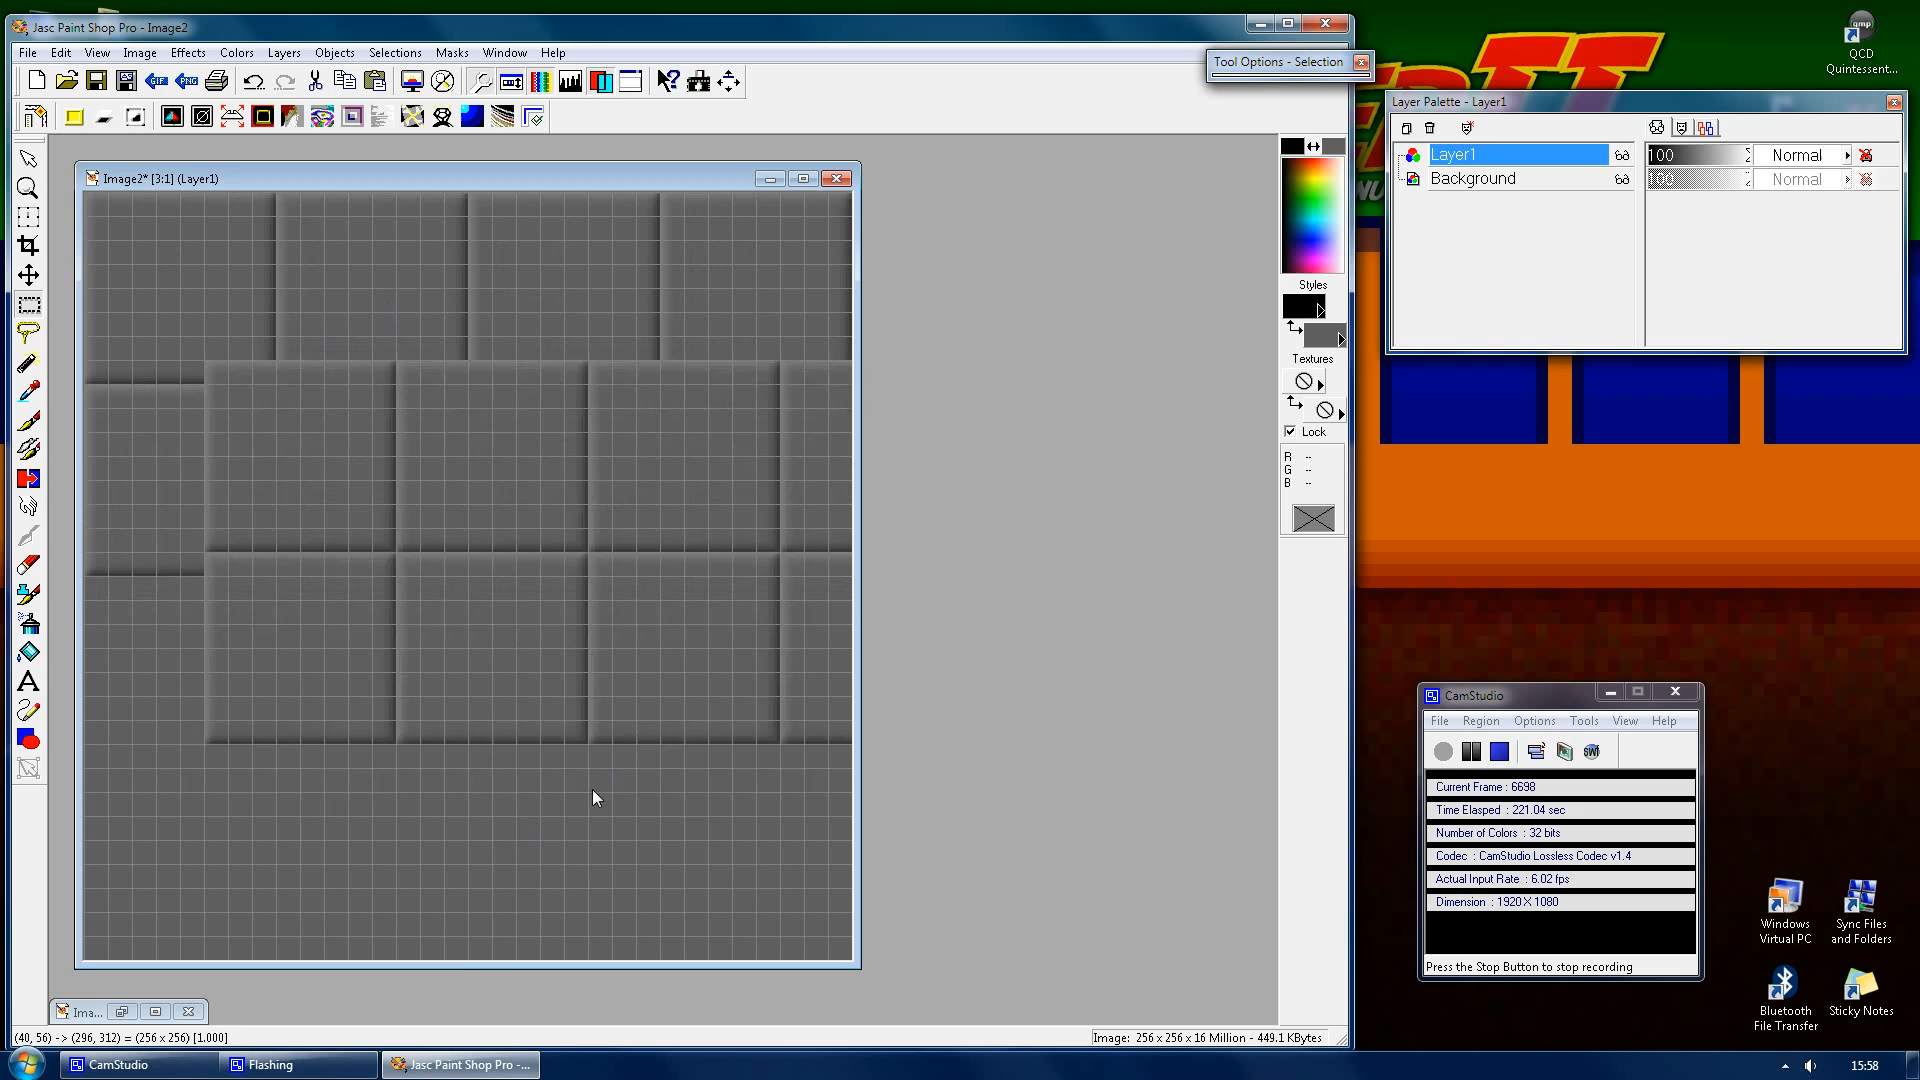 Jasc Paint Shop Pro - Image2
File Edit View Image Effects Colors Layers Objects Selections Masks Window Help
GIF PNG
Tool Options - Selection
qmp
QCD
Quintessent...
Layer Palette - Layer1
Layer1 100 Normal
Background 100 Normal
Image2* [3:1] (Layer1)
Styles
Textures
Lock
R --
G --
B --
CamStudio
File Region Options Tools View Help
SWF
Current Frame : 6698
Time Elasped : 221.04 sec
Number of Colors : 32 bits
Codec : CamStudio Lossless Codec v1.4
Actual Input Rate : 6.02 fps
Dimension : 1920 X 1080
Press the Stop Button to stop recording
Windows
Virtual PC
Sync Files
and Folders
Bluetooth
File Transfer
Sticky Notes
Ima...
(40, 56) -> (296, 312) = (256 x 256) [1.000]
Image: 256 x 256 x 16 Million - 449.1 KBytes
CamStudio
Flashing
Jasc Paint Shop Pro -...
15:58